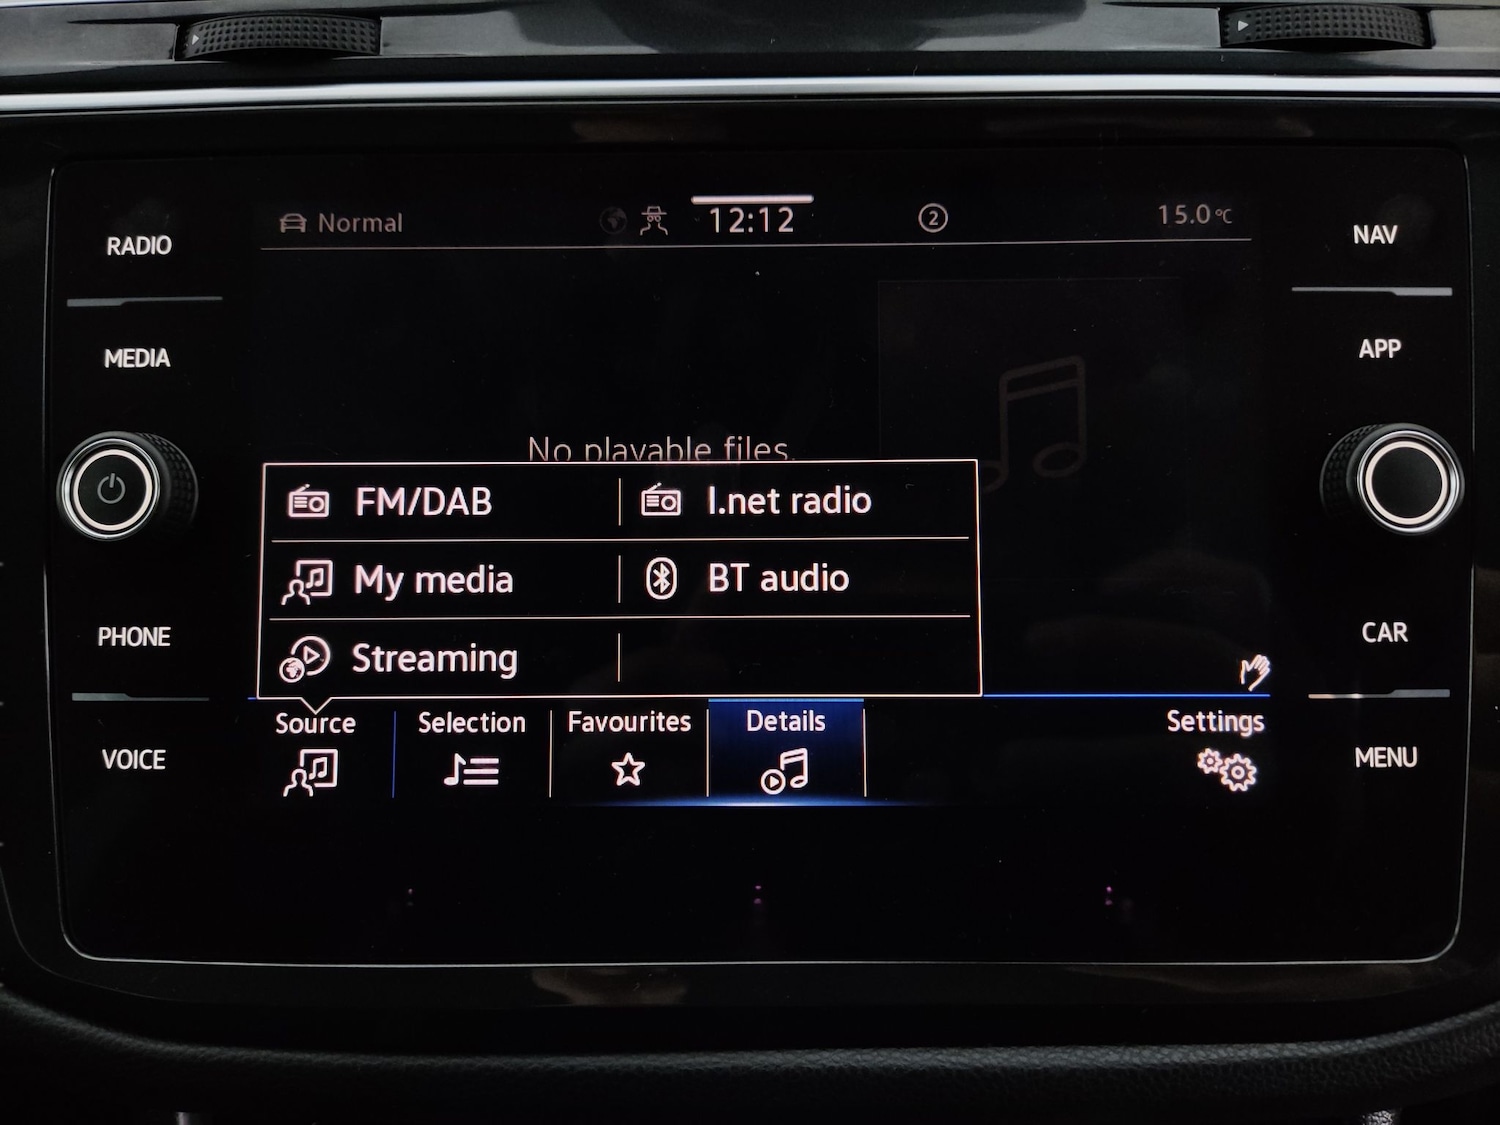 RADIO
MEDIA
PHONE
VOICE
Normal
12:12
2
15.0°C
No playable files.
FM/DAB
I.net radio
My media
BT audio
Streaming
Source
Selection
Favourites
Details
Settings
NAV
APP
CAR
MENU